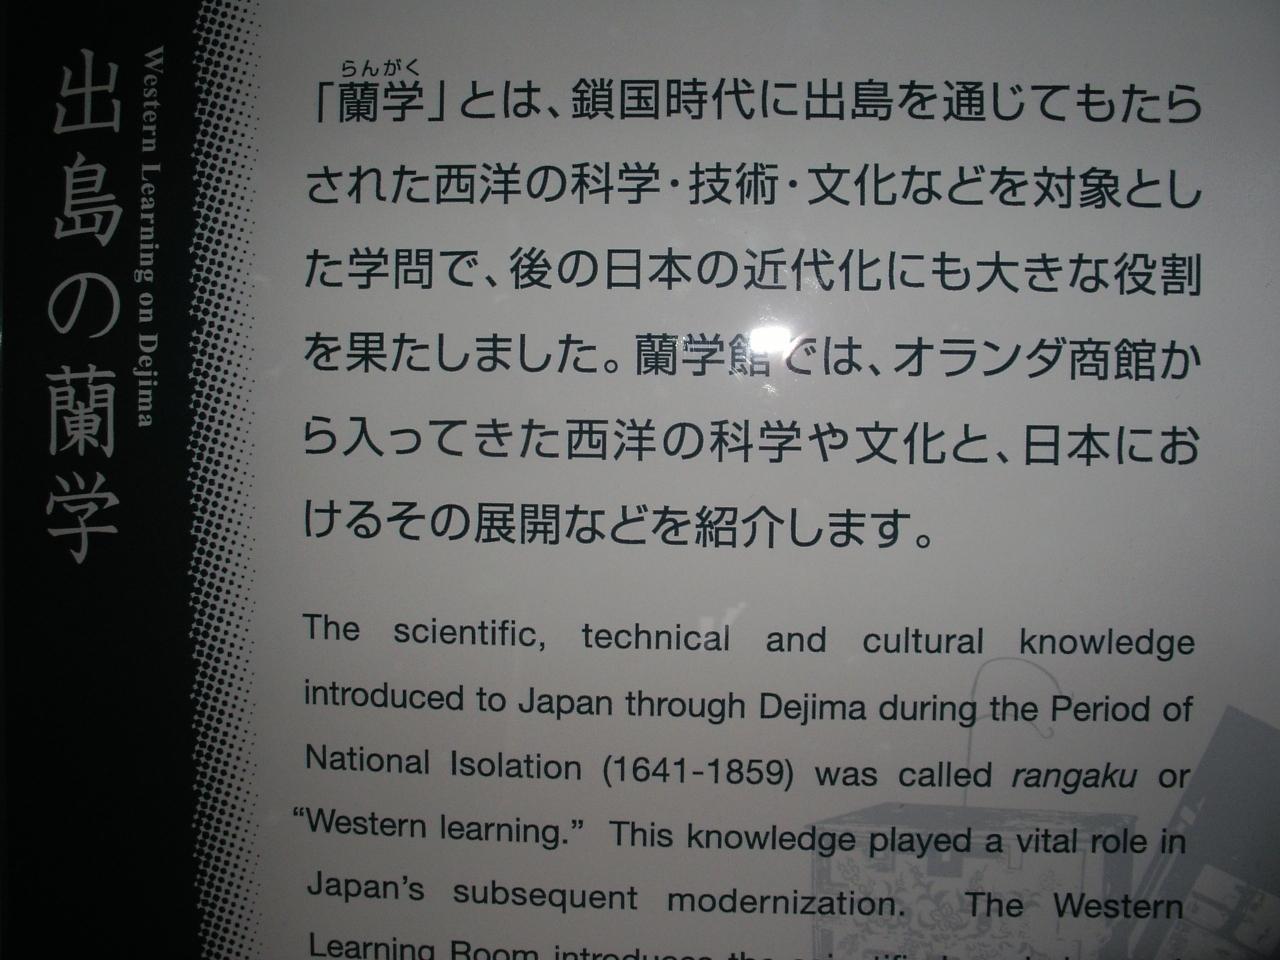 出島の蘭学
Western Learning on Dejima
らんがく
「蘭学」とは、鎖国時代に出島を通じてもたら
された西洋の科学・技術・文化などを対象とし
た学問で、後の日本の近代化にも大きな役割
を果たしました。蘭学館では、オランダ商館か
ら入ってきた西洋の科学や文化と、日本にお
けるその展開などを紹介します。
The scientific, technical and cultural knowledge
introduced to Japan through Dejima during the Period of
National Isolation (1641-1859) was called rangaku or
“Western learning.” This knowledge played a vital role in
Japan’s subsequent modernization. The Western
Learning Room introduces the scientific